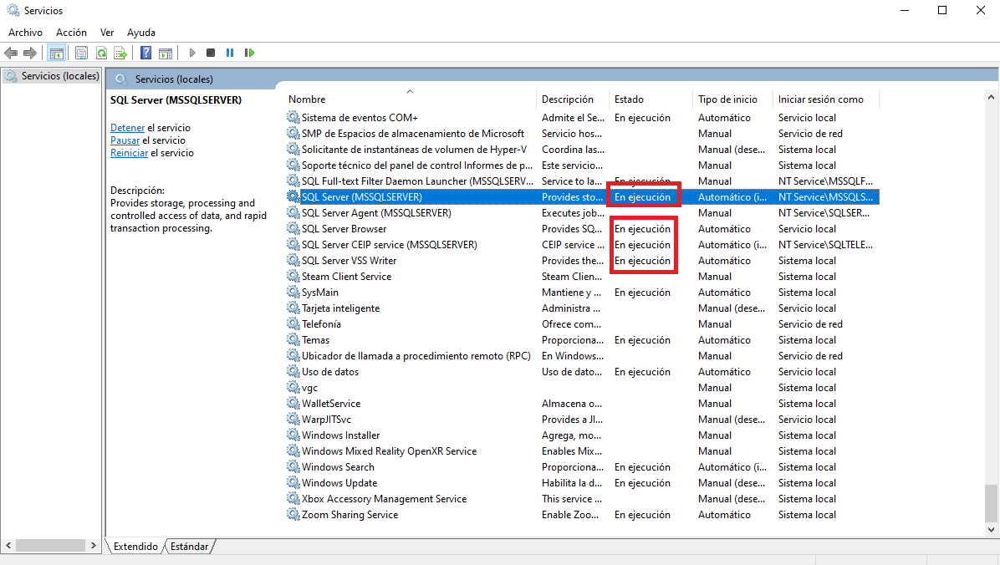 Servicios
Archivo Acción Ver Ayuda
Servicios (locales)
Servicios (locales)
SQL Server (MSSQLSERVER)
Detener el servicio
Pausar el servicio
Reiniciar el servicio
Descripción:
Provides storage, processing and
controlled access of data, and rapid
transaction processing.
Nombre Descripción Estado Tipo de inicio Iniciar sesión como
Sistema de eventos COM+ Admite el Se... En ejecución Automático Servicio local
SMP de Espacios de almacenamiento de Microsoft Servicio hos... Manual Servicio de red
Solicitante de instantáneas de volumen de Hyper-V Coordina las... Manual (dese... Sistema local
Soporte técnico del panel de control Informes de p... Este servicio... Manual Sistema local
SQL Full-text Filter Daemon Launcher (MSSQLSERV... Service to la... En ejecución Manual NT Service\MSSQLF...
SQL Server (MSSQLSERVER) Provides sto... En ejecución Automático (i... NT Service\MSSQLS...
SQL Server Agent (MSSQLSERVER) Executes job... Manual NT Service\SQLSER...
SQL Server Browser Provides SQ... En ejecución Automático Servicio local
SQL Server CEIP service (MSSQLSERVER) CEIP service ... En ejecución Automático (i... NT Service\SQLTELE...
SQL Server VSS Writer Provides the... En ejecución Automático Sistema local
Steam Client Service Steam Clien... Manual Sistema local
SysMain Mantiene y ... En ejecución Automático Sistema local
Tarjeta inteligente Administra ... Manual (dese... Servicio local
Telefonía Ofrece com... Manual Servicio de red
Temas Proporciona... En ejecución Automático Sistema local
Ubicador de llamada a procedimiento remoto (RPC) En Windows... Manual Servicio de red
Uso de datos Uso de dato... En ejecución Automático Servicio local
vgc Manual Sistema local
WalletService Almacena o... Manual Sistema local
WarpJITSvc Provides a JI... Manual (dese... Servicio local
Windows Installer Agrega, mo... Manual Sistema local
Windows Mixed Reality OpenXR Service Enables Mix... Manual Sistema local
Windows Search Proporciona... En ejecución Automático (i... Sistema local
Windows Update Habilita la d... En ejecución Manual (dese... Sistema local
Xbox Accessory Management Service This service ... Manual (dese... Sistema local
Zoom Sharing Service Enable Zoo... En ejecución Automático Sistema local
Extendido Estándar